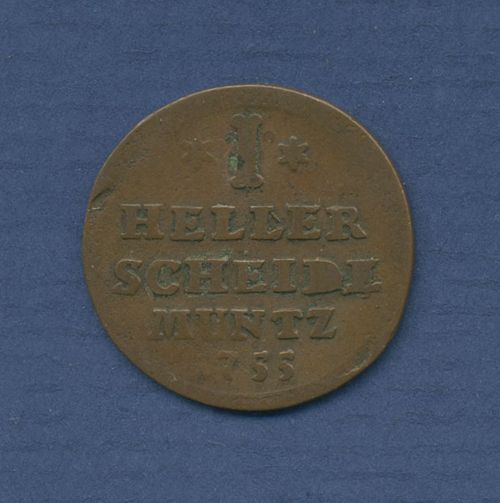 * I *
HELLER
SCHEIDE
MUNTZ
755